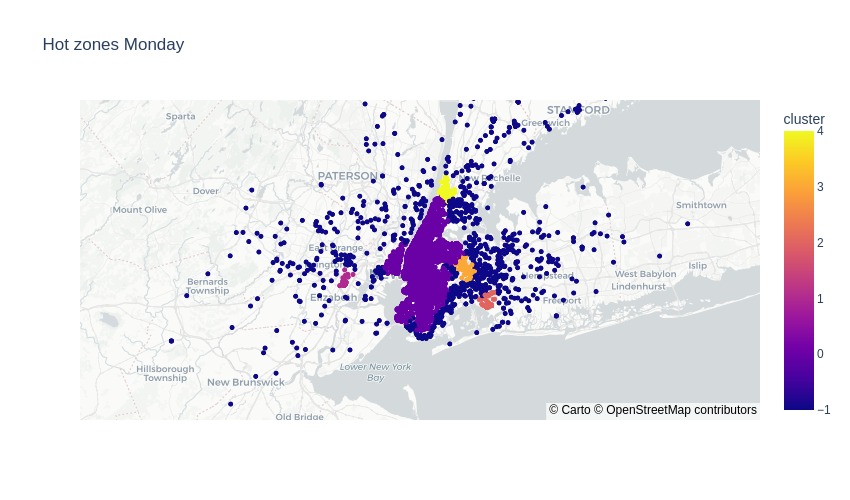 Hot zones Monday
cluster
4
3
2
1
0
−1
STAMFORD
Greenwich
Sparta
PATERSON
New Rochelle
Dover
Mount Olive
Smithtown
East Orange
Hempstead
Islip
West Babylon
Lindenhurst
Bernards
Township
Elizabeth
Freeport
Lower New York
Bay
Hillsborough
Township
New Brunswick
Old Bridge
© Carto © OpenStreetMap contributors